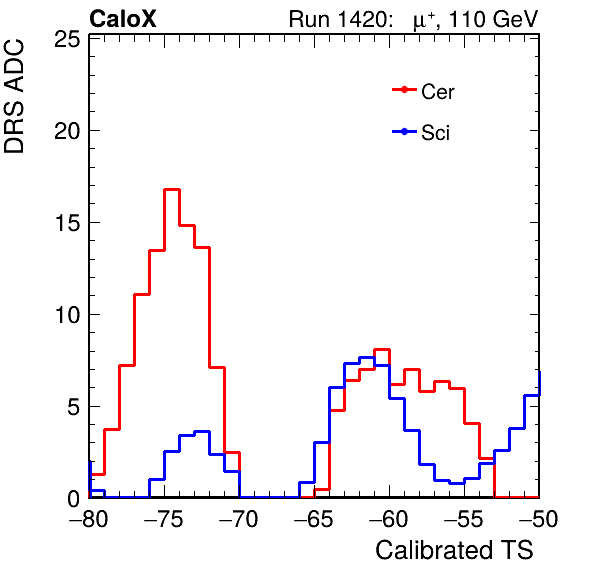 CaloX Run 1420: μ⁺, 110 GeV
DRS ADC
25
20
15
10
5
0
Cer
Sci
−80 −75 −70 −65 −60 −55 −50
Calibrated TS